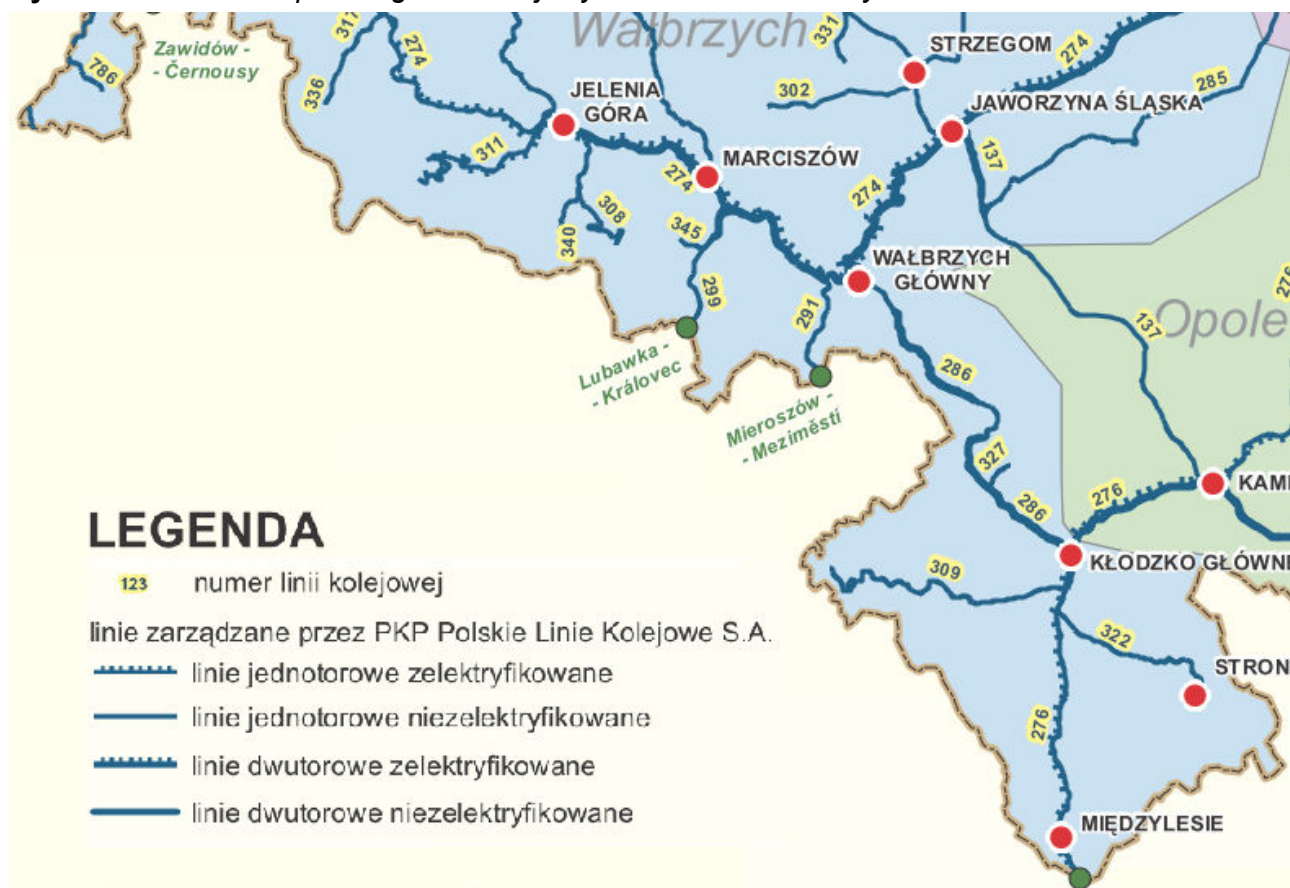 Zawidów -
- Černousy
786
317
274
336
Wałbrzych
331
STRZEGOM
274
302
285
JELENIA
GÓRA
JAWORZYNA ŚLĄSKA
311
137
MARCISZÓW
274
274
308
345
340
WAŁBRZYCH
GŁÓWNY
299
291
276
Opole
137
Lubawka -
- Královec
286
Mieroszów -
- Meziměsti
327
276
286
KŁODZKO GŁÓWNE
309
322
STRON
276
MIĘDZYLESIE
LEGENDA
123 numer linii kolejowej
linie zarządzane przez PKP Polskie Linie Kolejowe S.A.
linie jednotorowe zelektryfikowane
linie jednotorowe niezelektryfikowane
linie dwutorowe zelektryfikowane
linie dwutorowe niezelektryfikowane